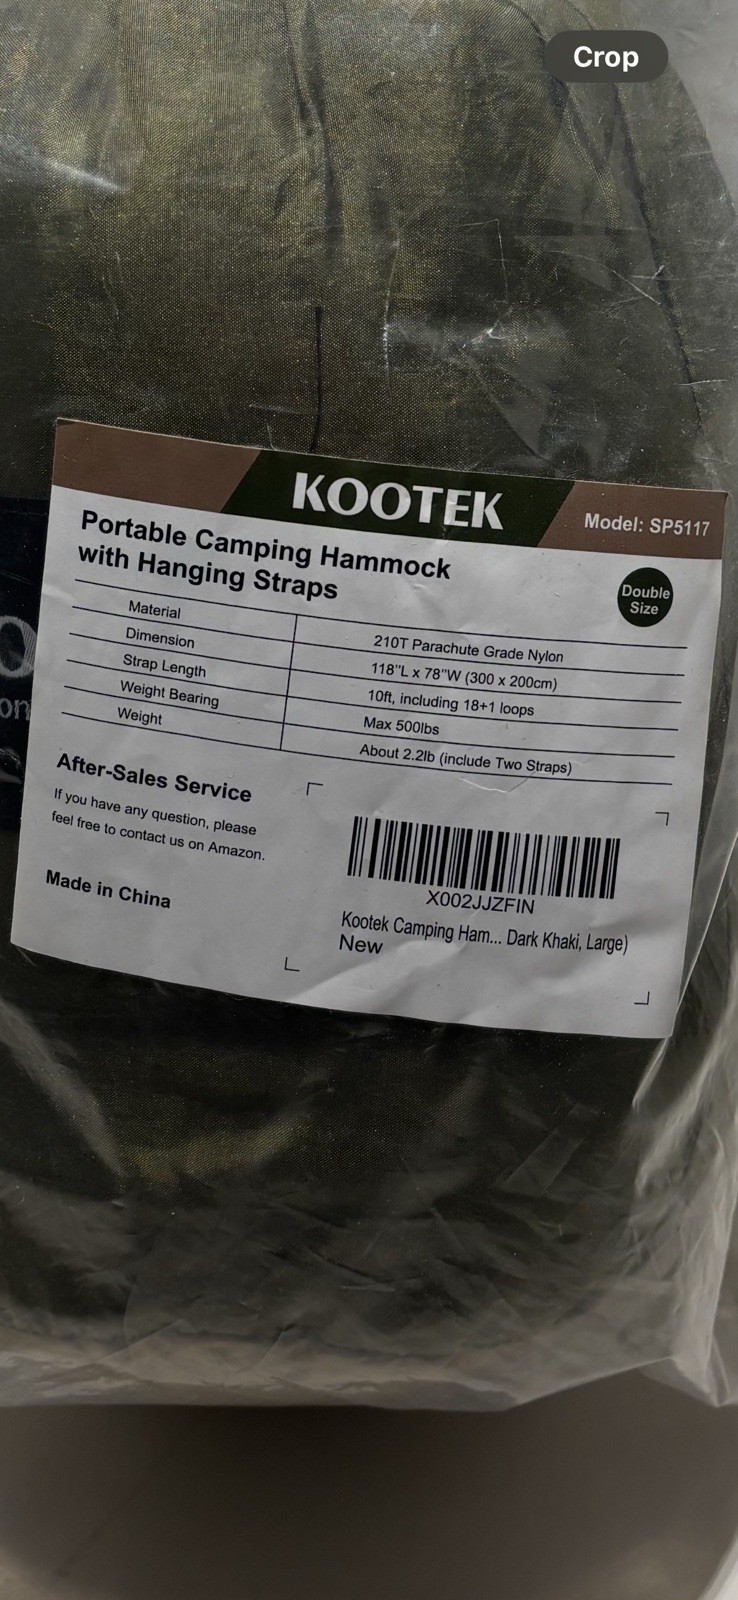 Crop
KOOTEK
Model: SP5117
Portable Camping Hammock
with Hanging Straps
Double
Size
Material
210T Parachute Grade Nylon
Dimension
118"L x 78"W (300 x 200cm)
Strap Length
10ft, including 18+1 loops
Weight Bearing
Max 500lbs
Weight
About 2.2lb (include Two Straps)
After-Sales Service
If you have any question, please
feel free to contact us on Amazon.
Made in China
X002JJZFIN
Kootek Camping Ham... Dark Khaki, Large)
New